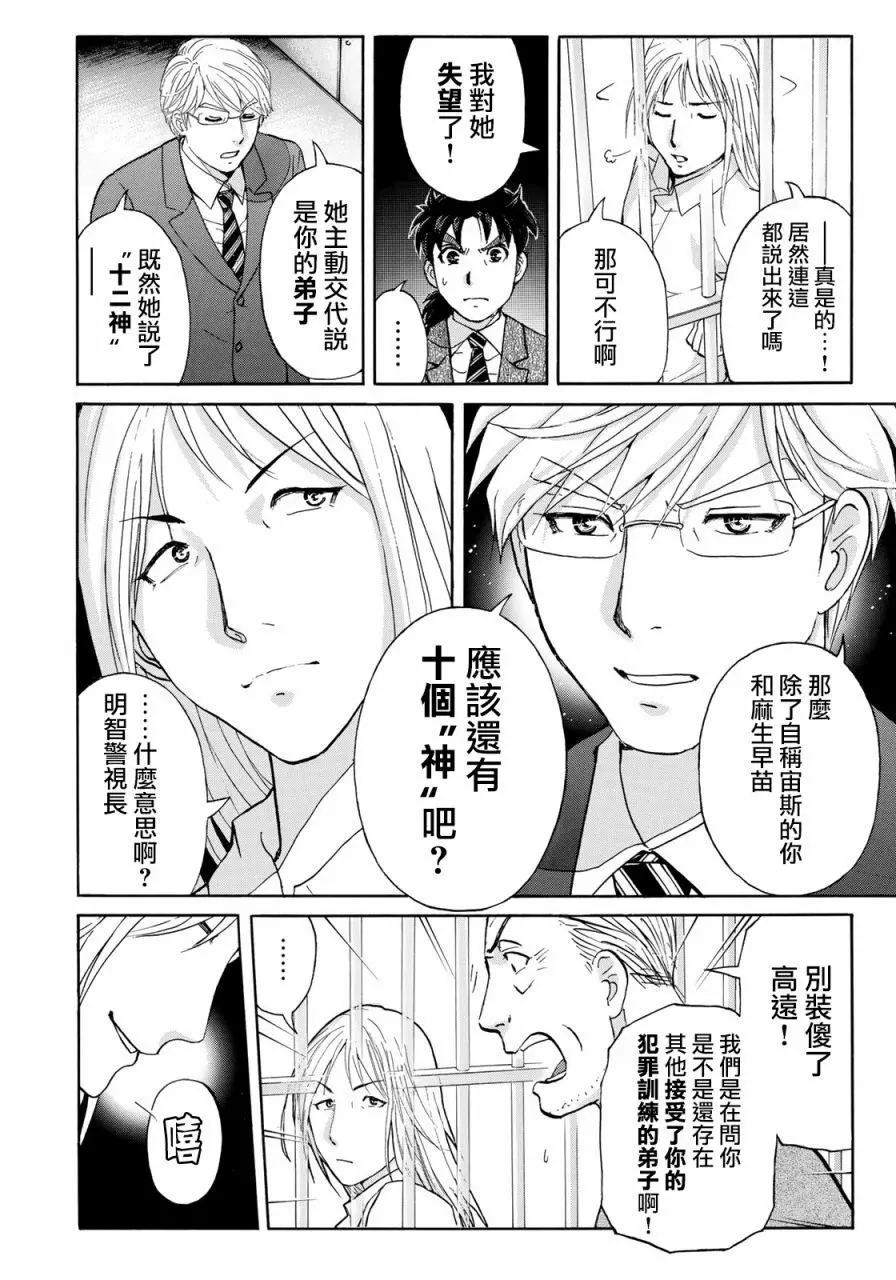 ——真是的…！
居然連這
都說出來了嗎
那可不行啊
我對她
失望了！
……
她主動交代說
是你的弟子
既然她說了
〝十二神〞
——
那麼
除了自稱宙斯的你
和麻生早苗
應該還有
十個〝神〞吧？
……什麼意思啊？
明智警視長
別裝傻了
高遠！
我們是在問你
是不是還存在
其他接受了你的
犯罪訓練的弟子啊！
……
嘻